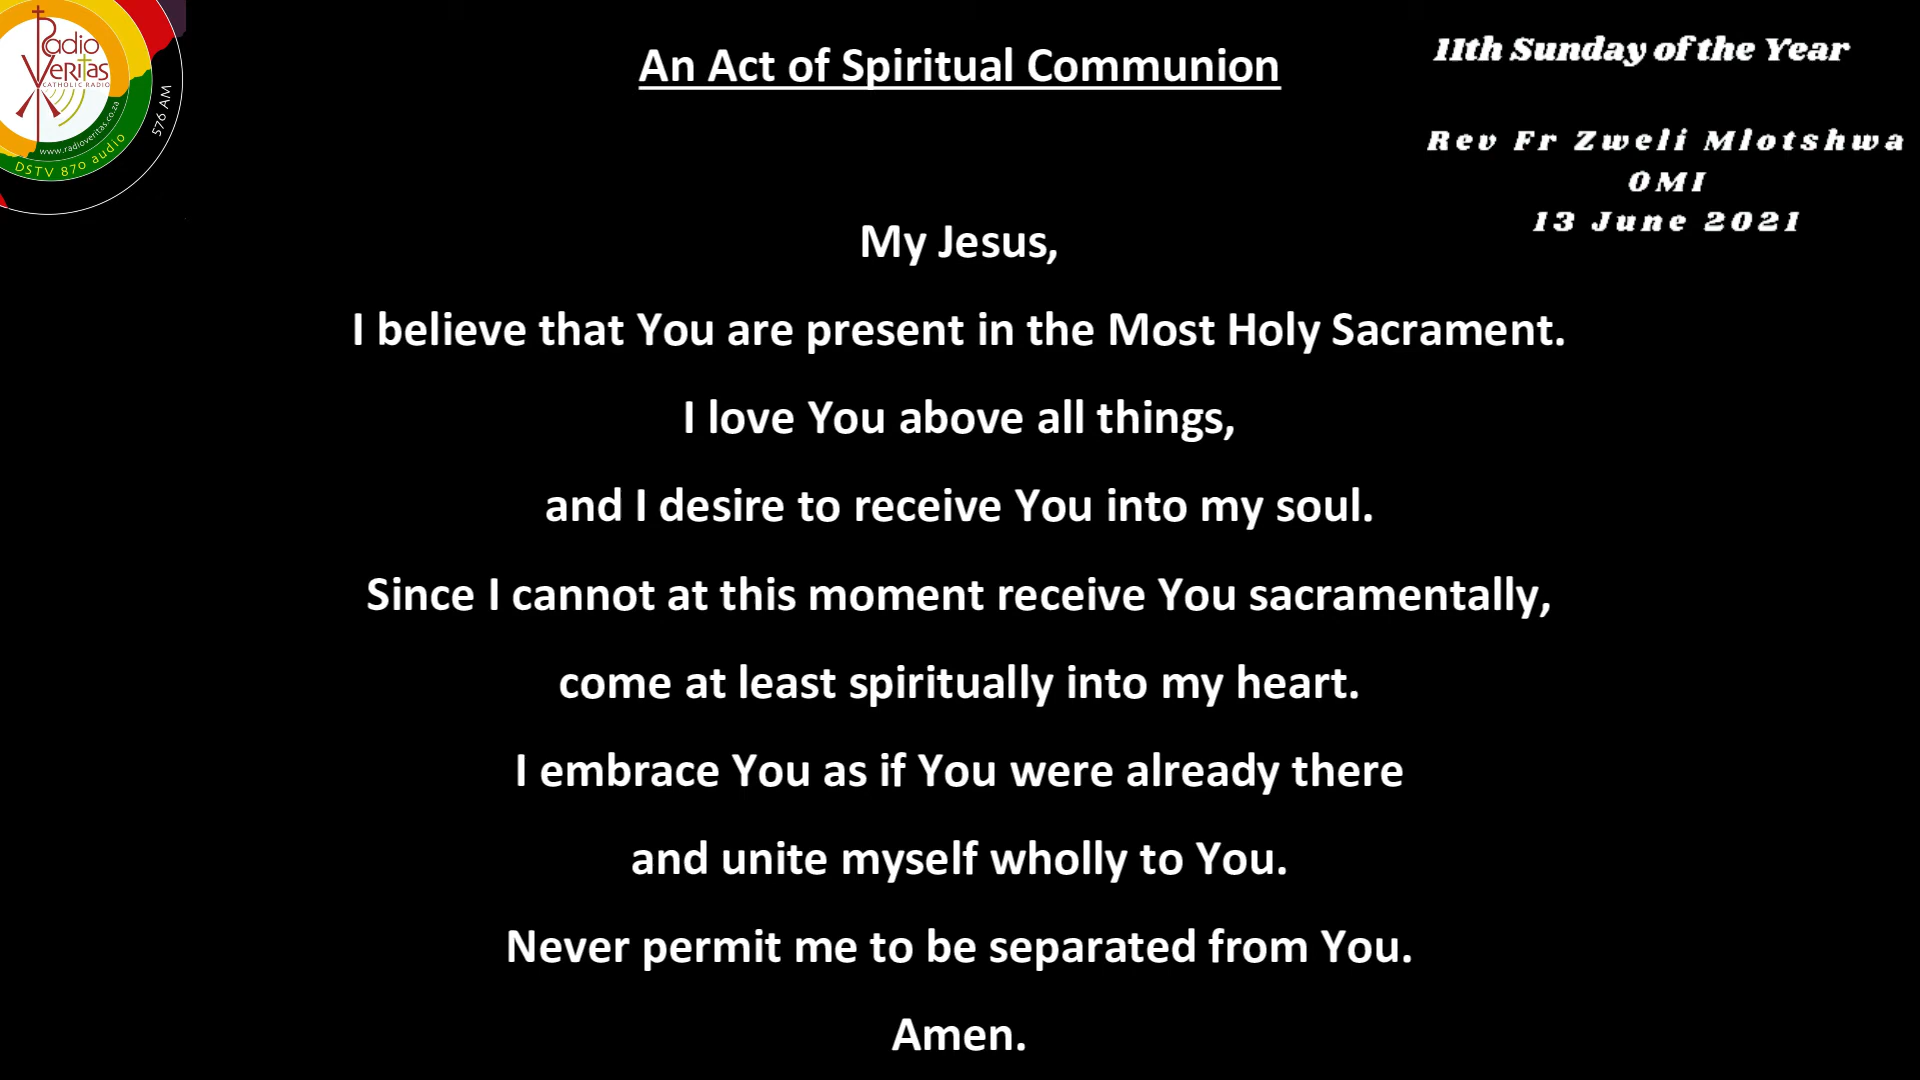 Radio
Veritas
CATHOLIC RADIO
www.radioveritas.co.za
DSTV 870 audio
576 AM
An Act of Spiritual Communion
11th Sunday of the Year
Rev Fr Zweli Mlotshwa
OMI
13 June 2021
My Jesus,
I believe that You are present in the Most Holy Sacrament.
I love You above all things,
and I desire to receive You into my soul.
Since I cannot at this moment receive You sacramentally,
come at least spiritually into my heart.
I embrace You as if You were already there
and unite myself wholly to You.
Never permit me to be separated from You.
Amen.